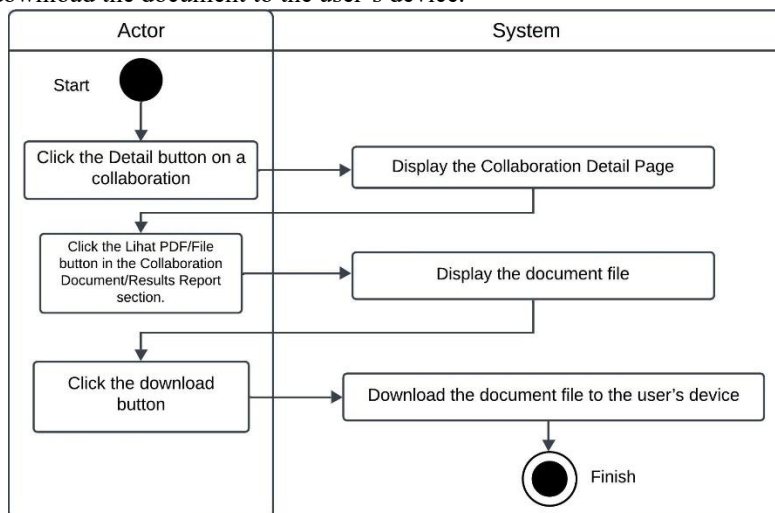 download the document to the user's device.
Actor
System
Start
Click the Detail button on a
collaboration
Display the Collaboration Detail Page
Click the Lihat PDF/File
button in the Collaboration
Document/Results Report
section.
Display the document file
Click the download
button
Download the document file to the user's device
Finish